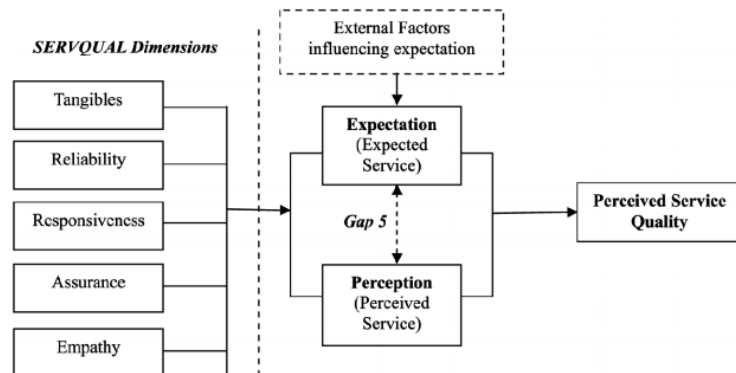 External Factors
influencing expectation
SERVQUAL Dimensions
Tangibles
Reliability
Responsiveness
Assurance
Empathy
Expectation
(Expected
Service)
Gap 5
Perception
(Perceived
Service)
Perceived Service
Quality